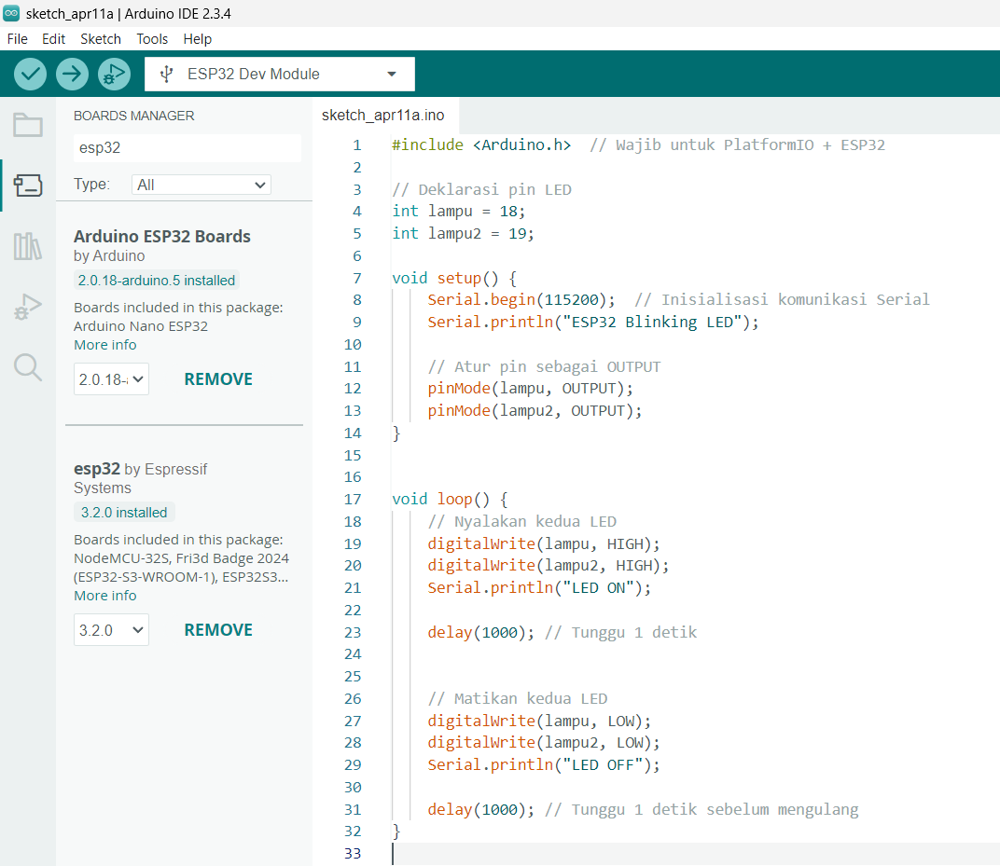 sketch_apr11a | Arduino IDE 2.3.4
File Edit Sketch Tools Help
ESP32 Dev Module
BOARDS MANAGER
esp32
Type: All
Arduino ESP32 Boards
by Arduino
2.0.18-arduino.5 installed
Boards included in this package:
Arduino Nano ESP32
More info
2.0.18-
REMOVE
esp32 by Espressif
Systems
3.2.0 installed
Boards included in this package:
NodeMCU-32S, Fri3d Badge 2024
(ESP32-S3-WROOM-1), ESP32S3...
More info
3.2.0
REMOVE
sketch_apr11a.ino
1 #include <Arduino.h>  // Wajib untuk PlatformIO + ESP32
2
3 // Deklarasi pin LED
4 int lampu = 18;
5 int lampu2 = 19;
6
7 void setup() {
8     Serial.begin(115200);  // Inisialisasi komunikasi Serial
9     Serial.println("ESP32 Blinking LED");
10
11     // Atur pin sebagai OUTPUT
12     pinMode(lampu, OUTPUT);
13     pinMode(lampu2, OUTPUT);
14 }
15
16
17 void loop() {
18     // Nyalakan kedua LED
19     digitalWrite(lampu, HIGH);
20     digitalWrite(lampu2, HIGH);
21     Serial.println("LED ON");
22
23     delay(1000); // Tunggu 1 detik
24
25
26     // Matikan kedua LED
27     digitalWrite(lampu, LOW);
28     digitalWrite(lampu2, LOW);
29     Serial.println("LED OFF");
30
31     delay(1000); // Tunggu 1 detik sebelum mengulang
32 }
33